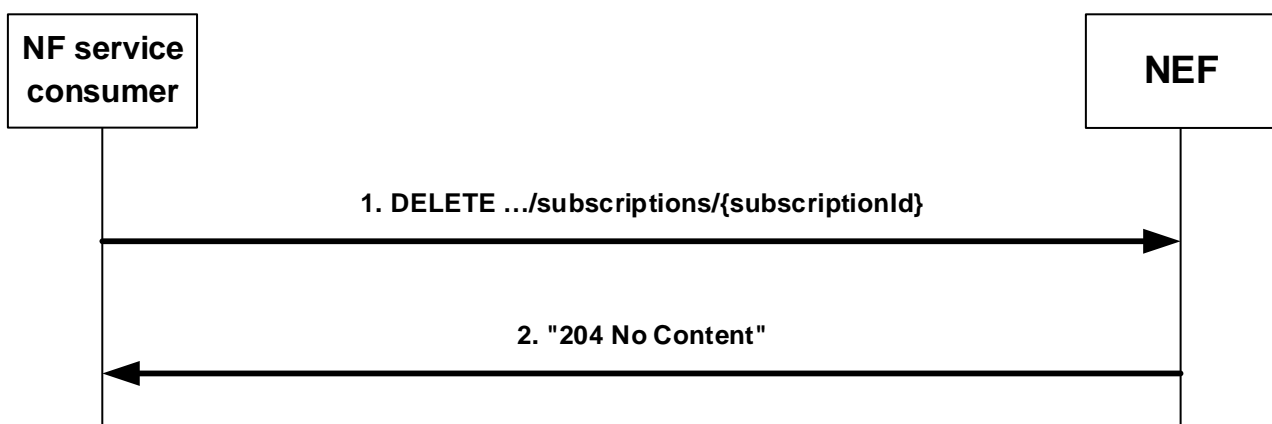 NF service
consumer
NEF
1. DELETE …/subscriptions/{subscriptionId}
2. "204 No Content"